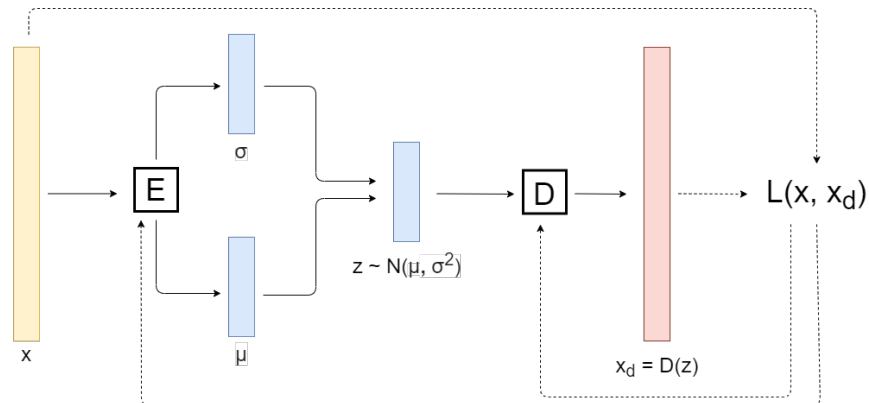 σ
E
D
L(x, x_d)
z ~ N(μ, σ²)
x
μ
x_d = D(z)